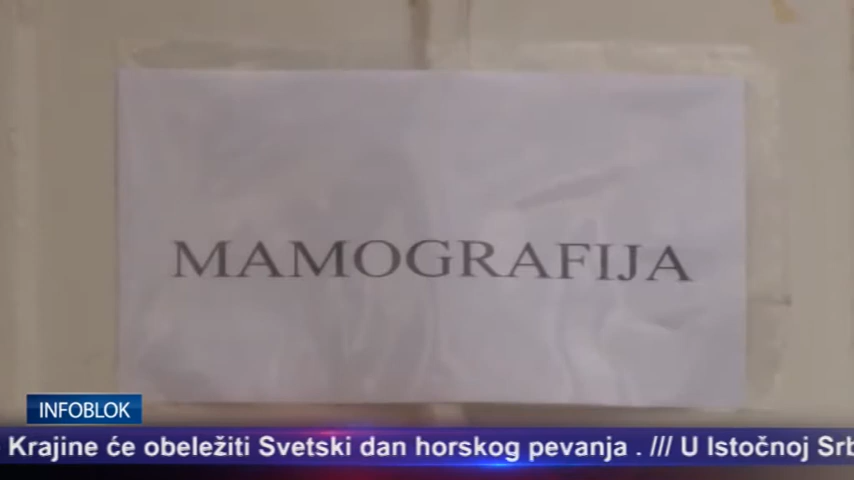 MAMOGRAFIJA
INFOBLOK
Krajine će obeležiti Svetski dan horskog pevanja . /// U Istočnoj Srb